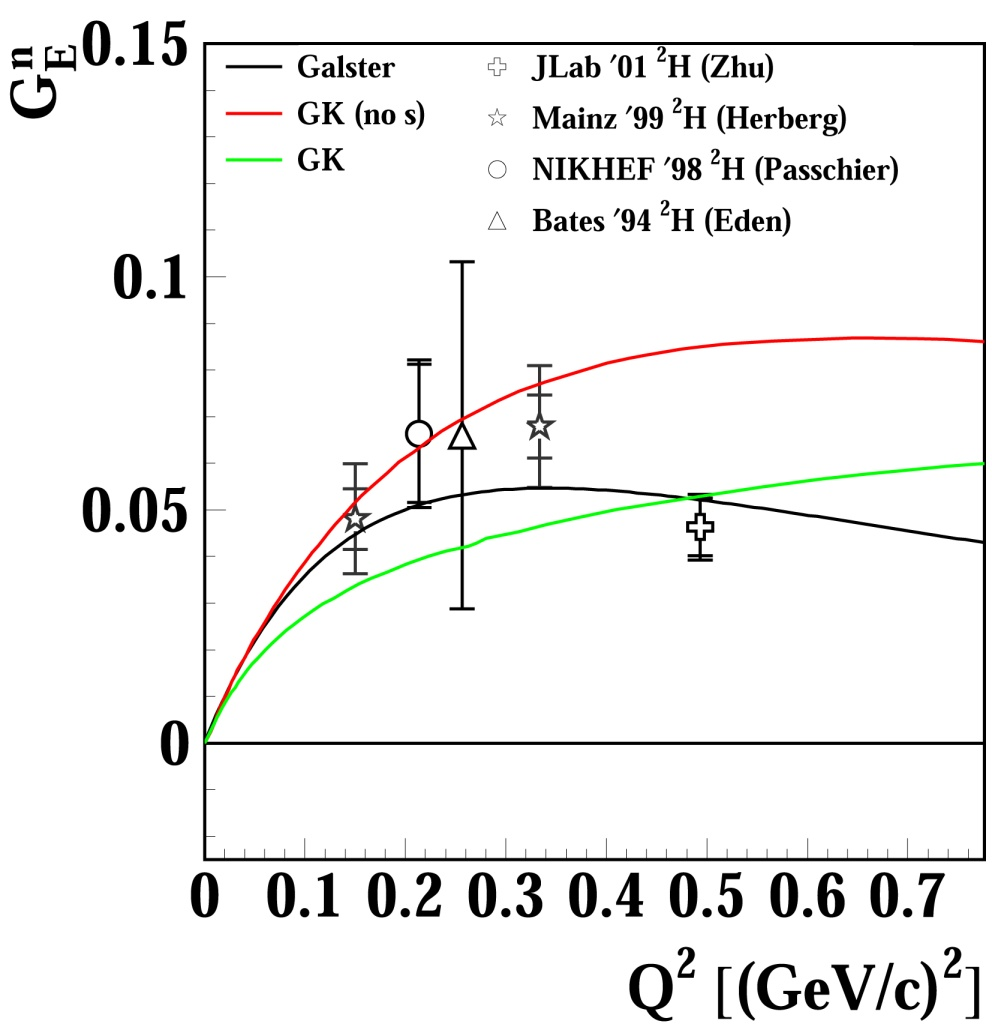 G_E^n
0.15
0.1
0.05
0
Galster
GK (no s)
GK
JLab ′01 ²H (Zhu)
Mainz ′99 ²H (Herberg)
NIKHEF ′98 ²H (Passchier)
Bates ′94 ²H (Eden)
0 0.1 0.2 0.3 0.4 0.5 0.6 0.7
Q² [(GeV/c)²]